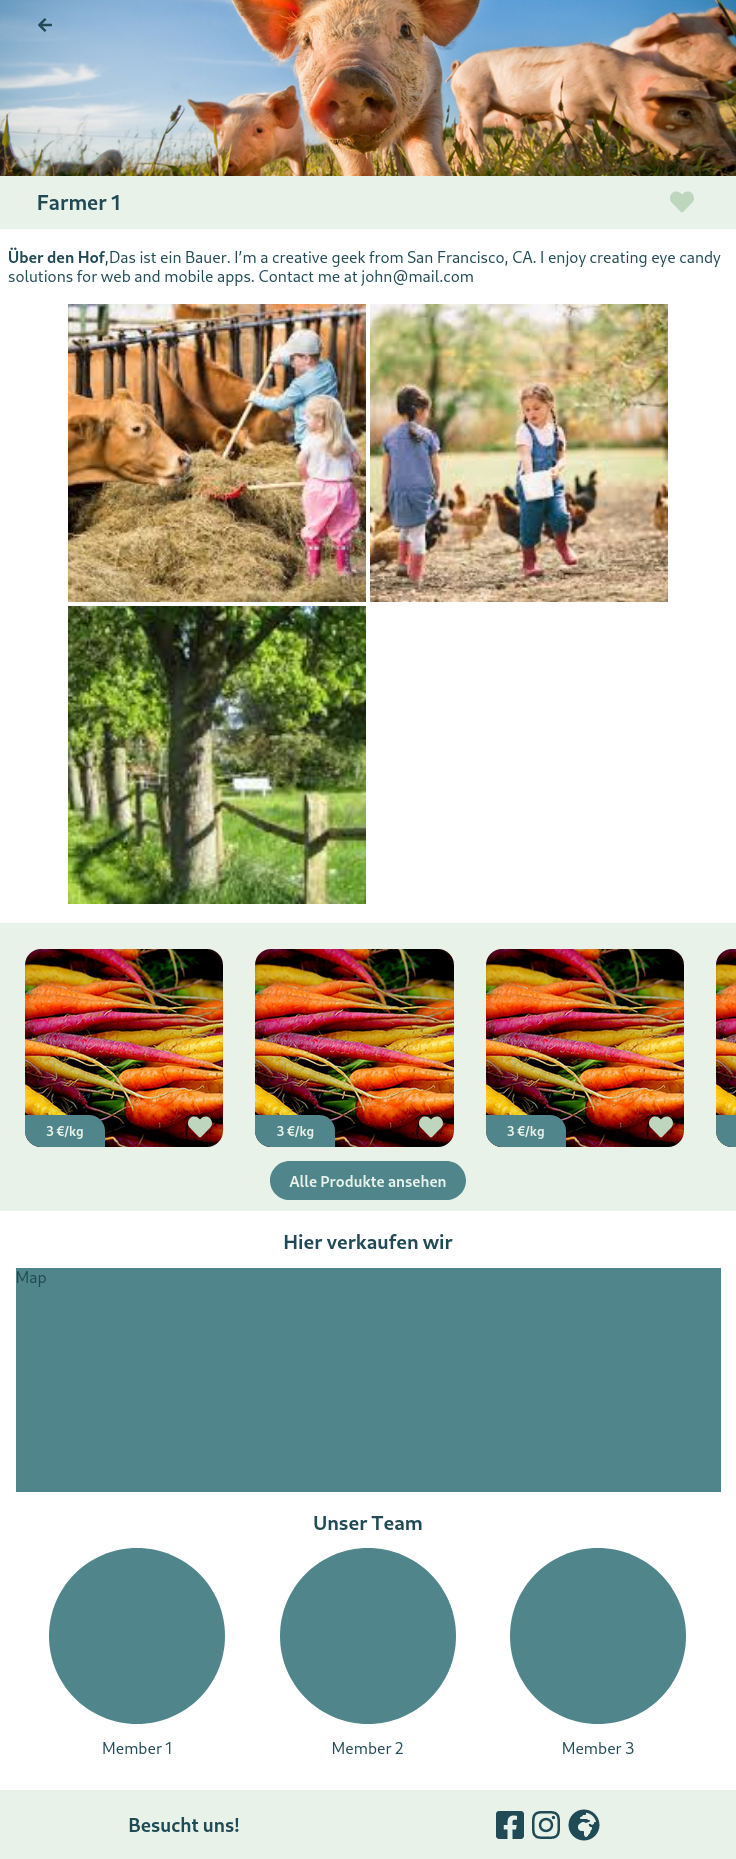 Farmer 1
Über den Hof,Das ist ein Bauer. I'm a creative geek from San Francisco, CA. I enjoy creating eye candy
solutions for web and mobile apps. Contact me at john@mail.com
3 €/kg
3 €/kg
3 €/kg
Alle Produkte ansehen
Hier verkaufen wir
Map
Unser Team
Member 1
Member 2
Member 3
Besucht uns!